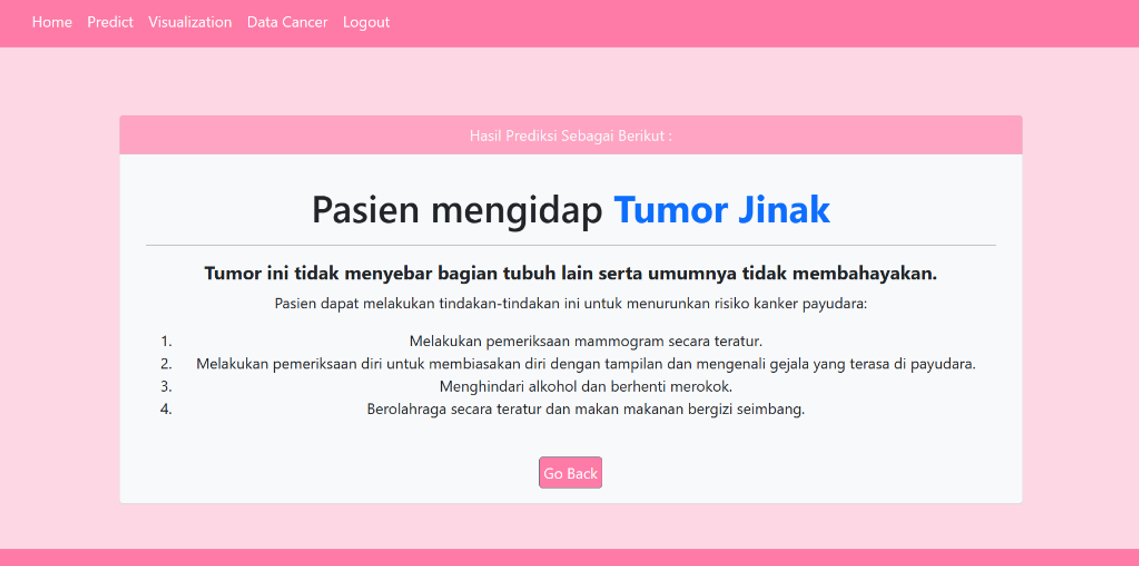 Home Predict Visualization Data Cancer Logout
Hasil Prediksi Sebagai Berikut :
Pasien mengidap Tumor Jinak
Tumor ini tidak menyebar bagian tubuh lain serta umumnya tidak membahayakan.
Pasien dapat melakukan tindakan-tindakan ini untuk menurunkan risiko kanker payudara:
1. Melakukan pemeriksaan mammogram secara teratur.
2. Melakukan pemeriksaan diri untuk membiasakan diri dengan tampilan dan mengenali gejala yang terasa di payudara.
3. Menghindari alkohol dan berhenti merokok.
4. Berolahraga secara teratur dan makan makanan bergizi seimbang.
Go Back